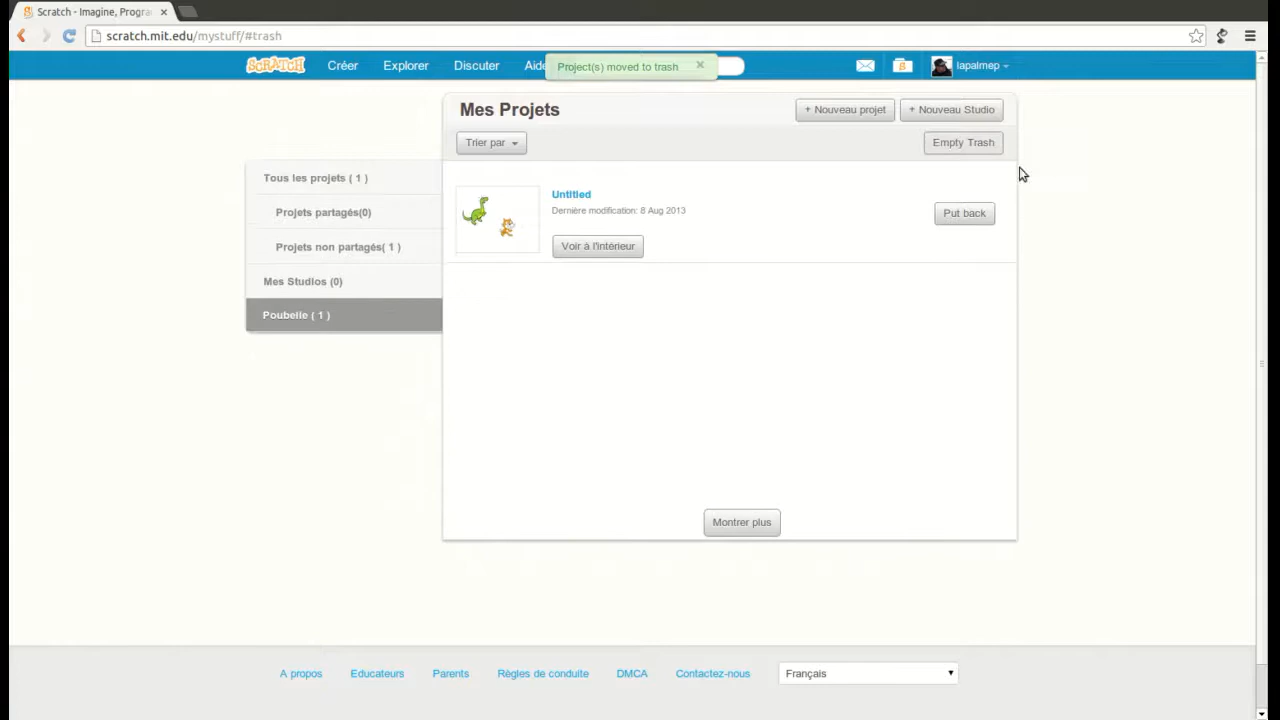 Scratch - Imagine, Progra
scratch.mit.edu/mystuff/#trash
SCRATCH Créer Explorer Discuter Aide Project(s) moved to trash lapalmep
Mes Projets + Nouveau projet + Nouveau Studio
Trier par Empty Trash
Tous les projets ( 1 )
Projets partagés(0)
Projets non partagés( 1 )
Mes Studios (0)
Poubelle ( 1 )
Untitled
Dernière modification: 8 Aug 2013
Put back
Voir à l'intérieur
Montrer plus
A propos Educateurs Parents Règles de conduite DMCA Contactez-nous Français